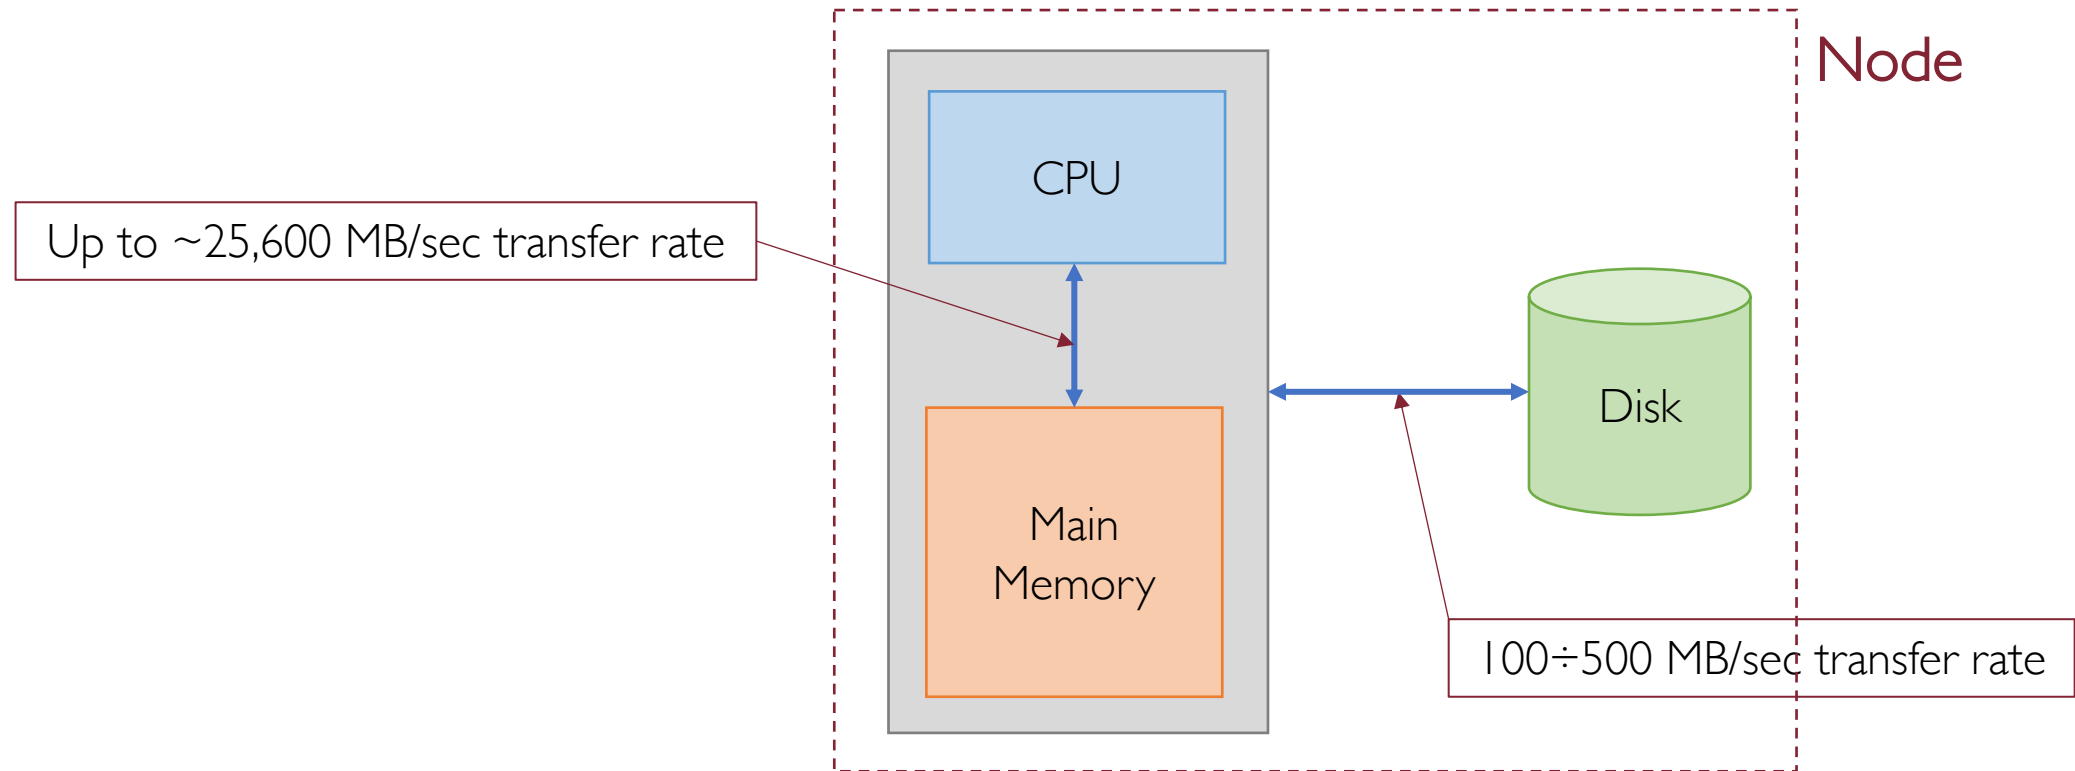 Node
CPU
Up to ~25,600 MB/sec transfer rate
Disk
Main
Memory
100÷500 MB/sec transfer rate